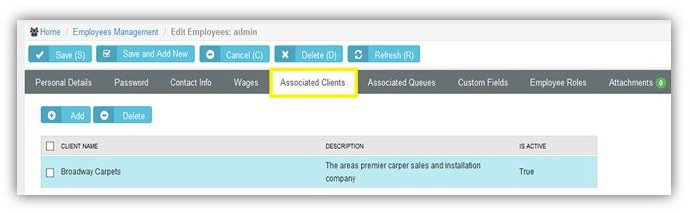 Home / Employees Management / Edit Employees: admin
Save (S) Save and Add New Cancel (C) Delete (D) Refresh (R)
Personal Details Password Contact Info Wages Associated Clients Associated Queues Custom Fields Employee Roles Attachments 0
Add Delete
CLIENT NAME DESCRIPTION IS ACTIVE
Broadway Carpets The areas premier carper sales and installation company True